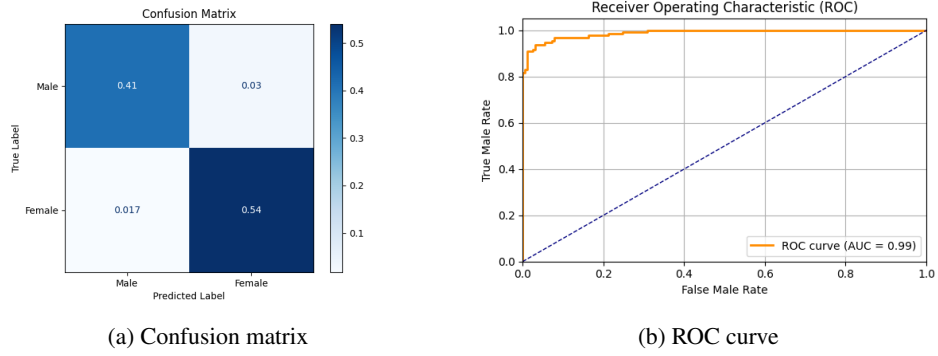 Confusion Matrix
True Label
Male
Female
0.41
0.03
0.017
0.54
Male
Female
Predicted Label
0.5
0.4
0.3
0.2
0.1
(a) Confusion matrix
Receiver Operating Characteristic (ROC)
True Male Rate
1.0
0.8
0.6
0.4
0.2
0.0
0.0
0.2
0.4
0.6
0.8
1.0
False Male Rate
ROC curve (AUC = 0.99)
(b) ROC curve